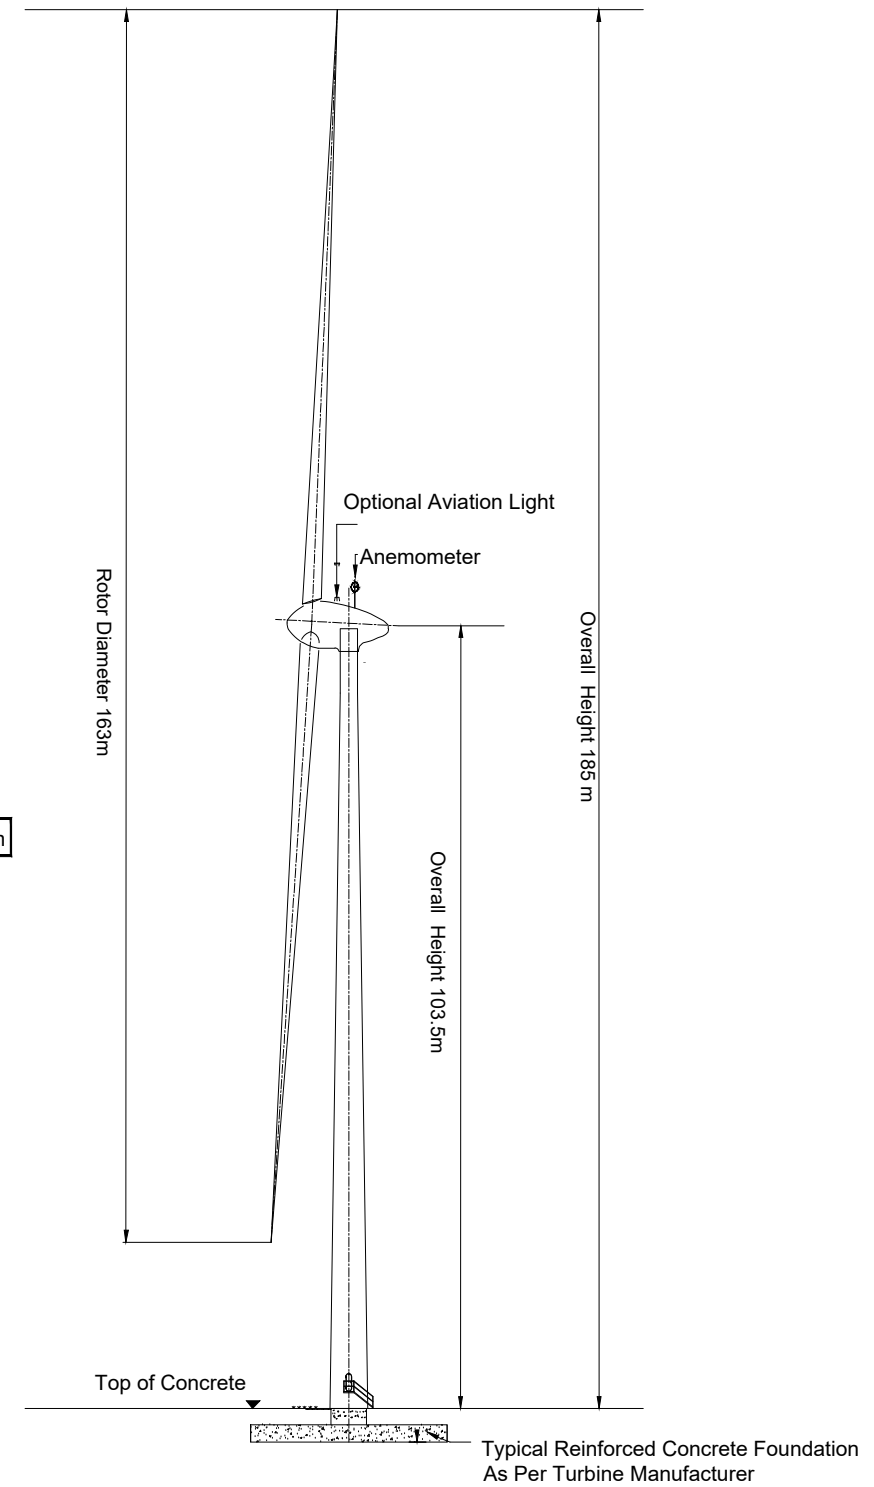 Optional Aviation Light
Anemometer
Rotor Diameter 163m
Overall Height 185 m
Overall Height 103.5m
Top of Concrete
Typical Reinforced Concrete Foundation
As Per Turbine Manufacturer